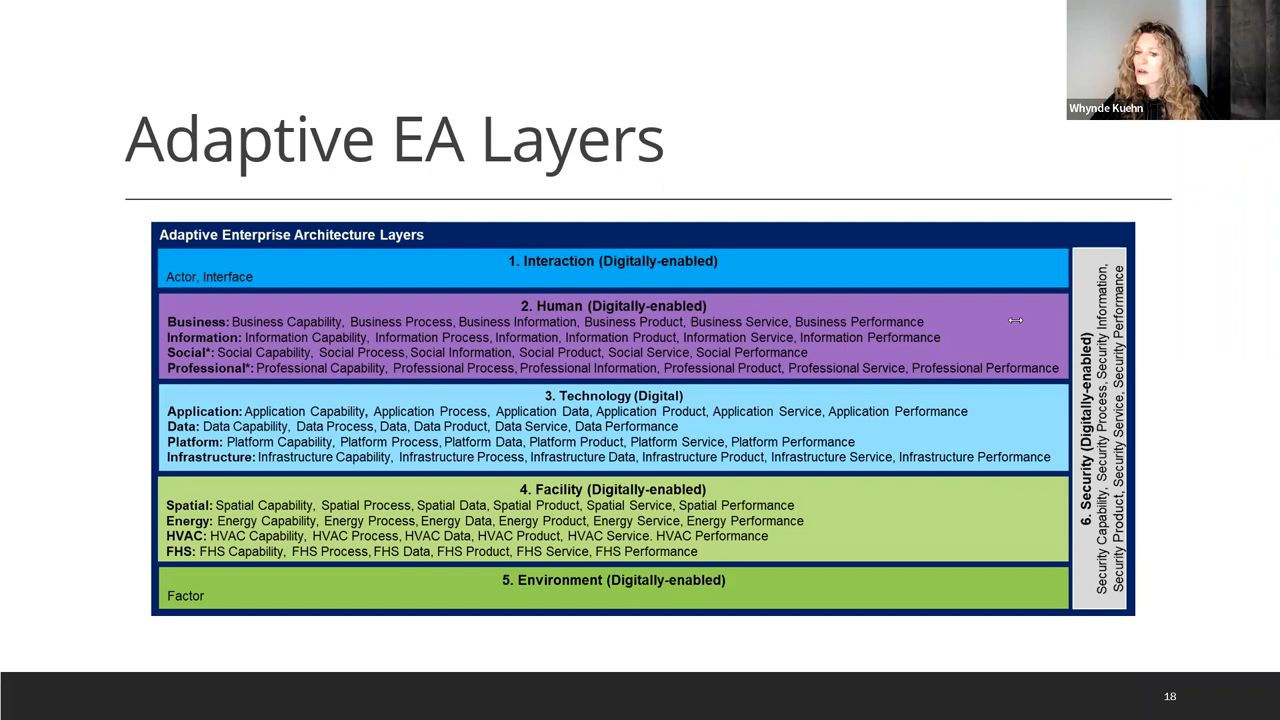 Whynde Kuehn
Adaptive EA Layers
Adaptive Enterprise Architecture Layers
1. Interaction (Digitally-enabled)
Actor, Interface
2. Human (Digitally-enabled)
Business: Business Capability, Business Process, Business Information, Business Product, Business Service, Business Performance
Information: Information Capability, Information Process, Information, Information Product, Information Service, Information Performance
Social*: Social Capability, Social Process, Social Information, Social Product, Social Service, Social Performance
Professional*: Professional Capability, Professional Process, Professional Information, Professional Product, Professional Service, Professional Performance
3. Technology (Digital)
Application: Application Capability, Application Process, Application Data, Application Product, Application Service, Application Performance
Data: Data Capability, Data Process, Data, Data Product, Data Service, Data Performance
Platform: Platform Capability, Platform Process, Platform Data, Platform Product, Platform Service, Platform Performance
Infrastructure: Infrastructure Capability, Infrastructure Process, Infrastructure Data, Infrastructure Product, Infrastructure Service, Infrastructure Performance
4. Facility (Digitally-enabled)
Spatial: Spatial Capability, Spatial Process, Spatial Data, Spatial Product, Spatial Service, Spatial Performance
Energy: Energy Capability, Energy Process, Energy Data, Energy Product, Energy Service, Energy Performance
HVAC: HVAC Capability, HVAC Process, HVAC Data, HVAC Product, HVAC Service. HVAC Performance
FHS: FHS Capability, FHS Process, FHS Data, FHS Product, FHS Service, FHS Performance
5. Environment (Digitally-enabled)
Factor
6. Security (Digitally-enabled)
Security Capability, Security Process, Security Information,
Security Product, Security Service, Security Performance
18